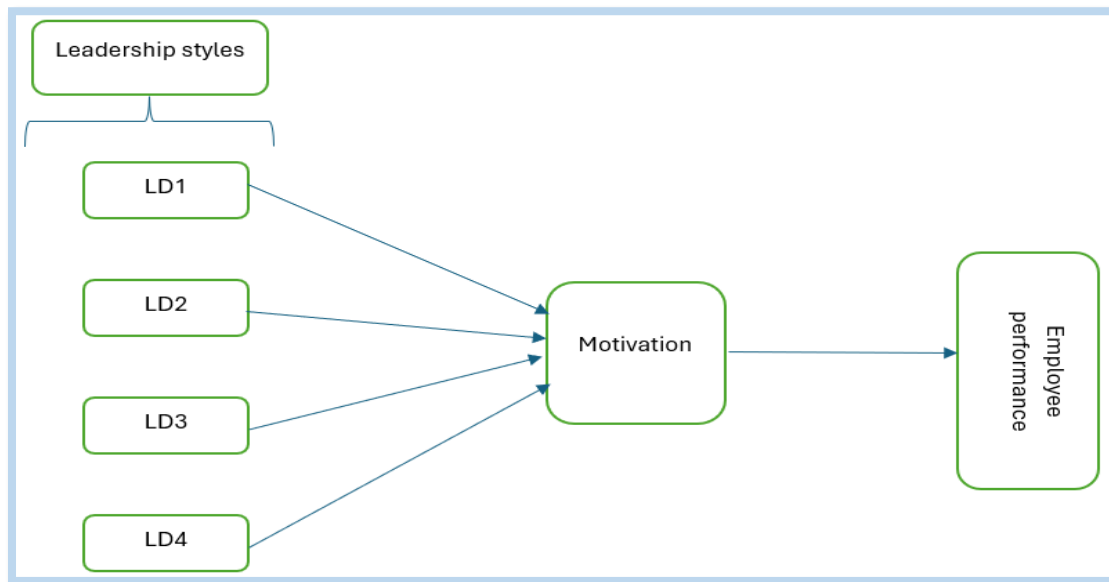 Leadership styles
LD1
LD2
LD3
LD4
Motivation
Employee
performance